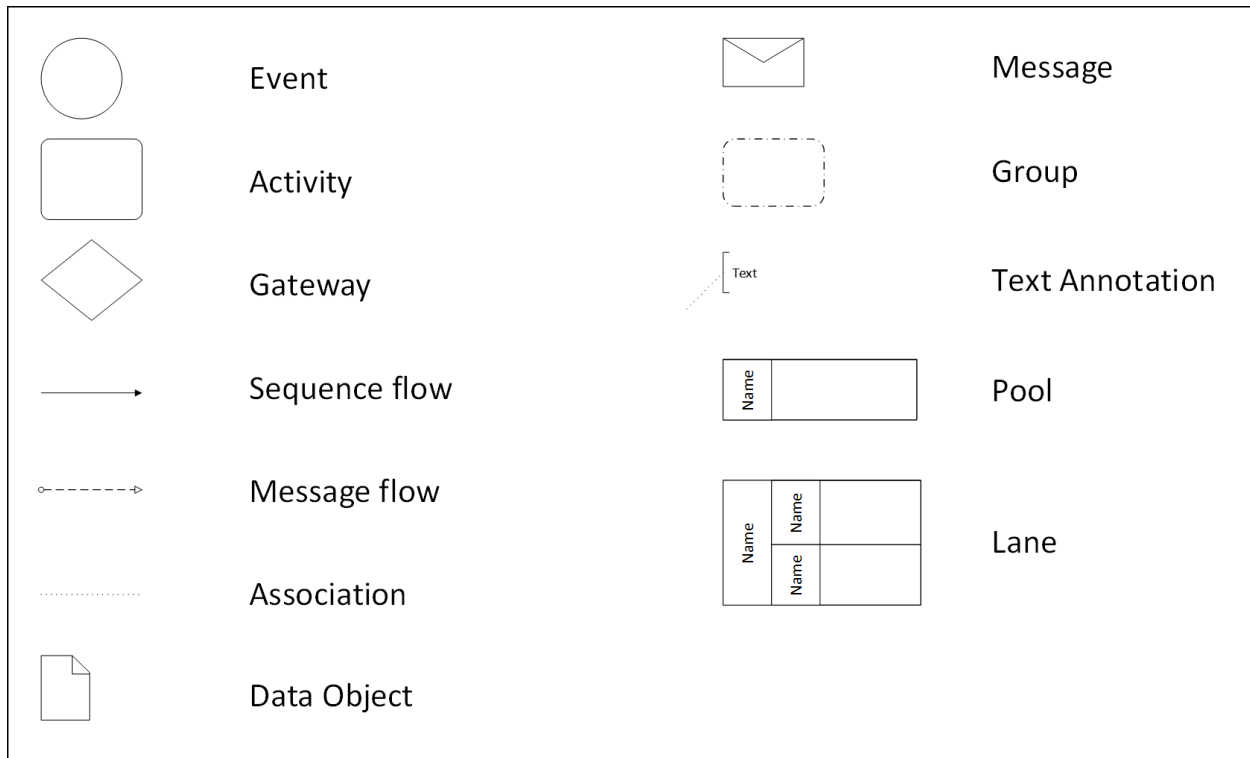 Event
Activity
Gateway
Sequence flow
Message flow
Association
Data Object
Message
Group
Text
Text Annotation
Name
Pool
Name
Name
Name
Lane